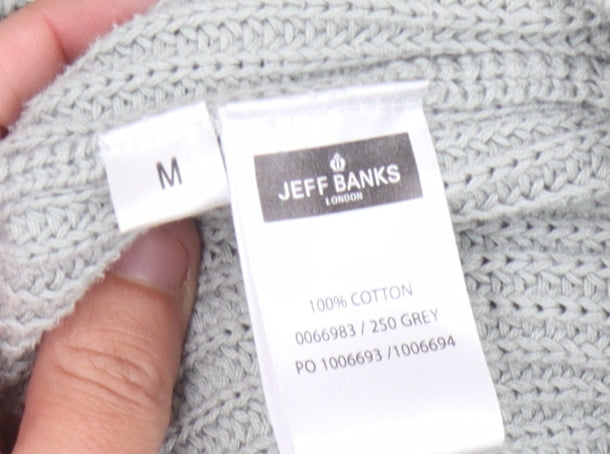 M
JEFF BANKS
LONDON
100% COTTON
0066983 / 250 GREY
PO 1006693 /1006694